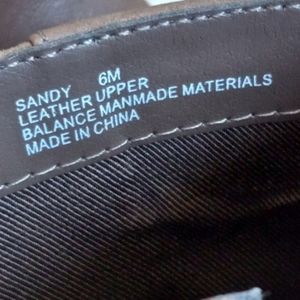 SANDY 6M
LEATHER UPPER
BALANCE MANMADE MATERIALS
MADE IN CHINA